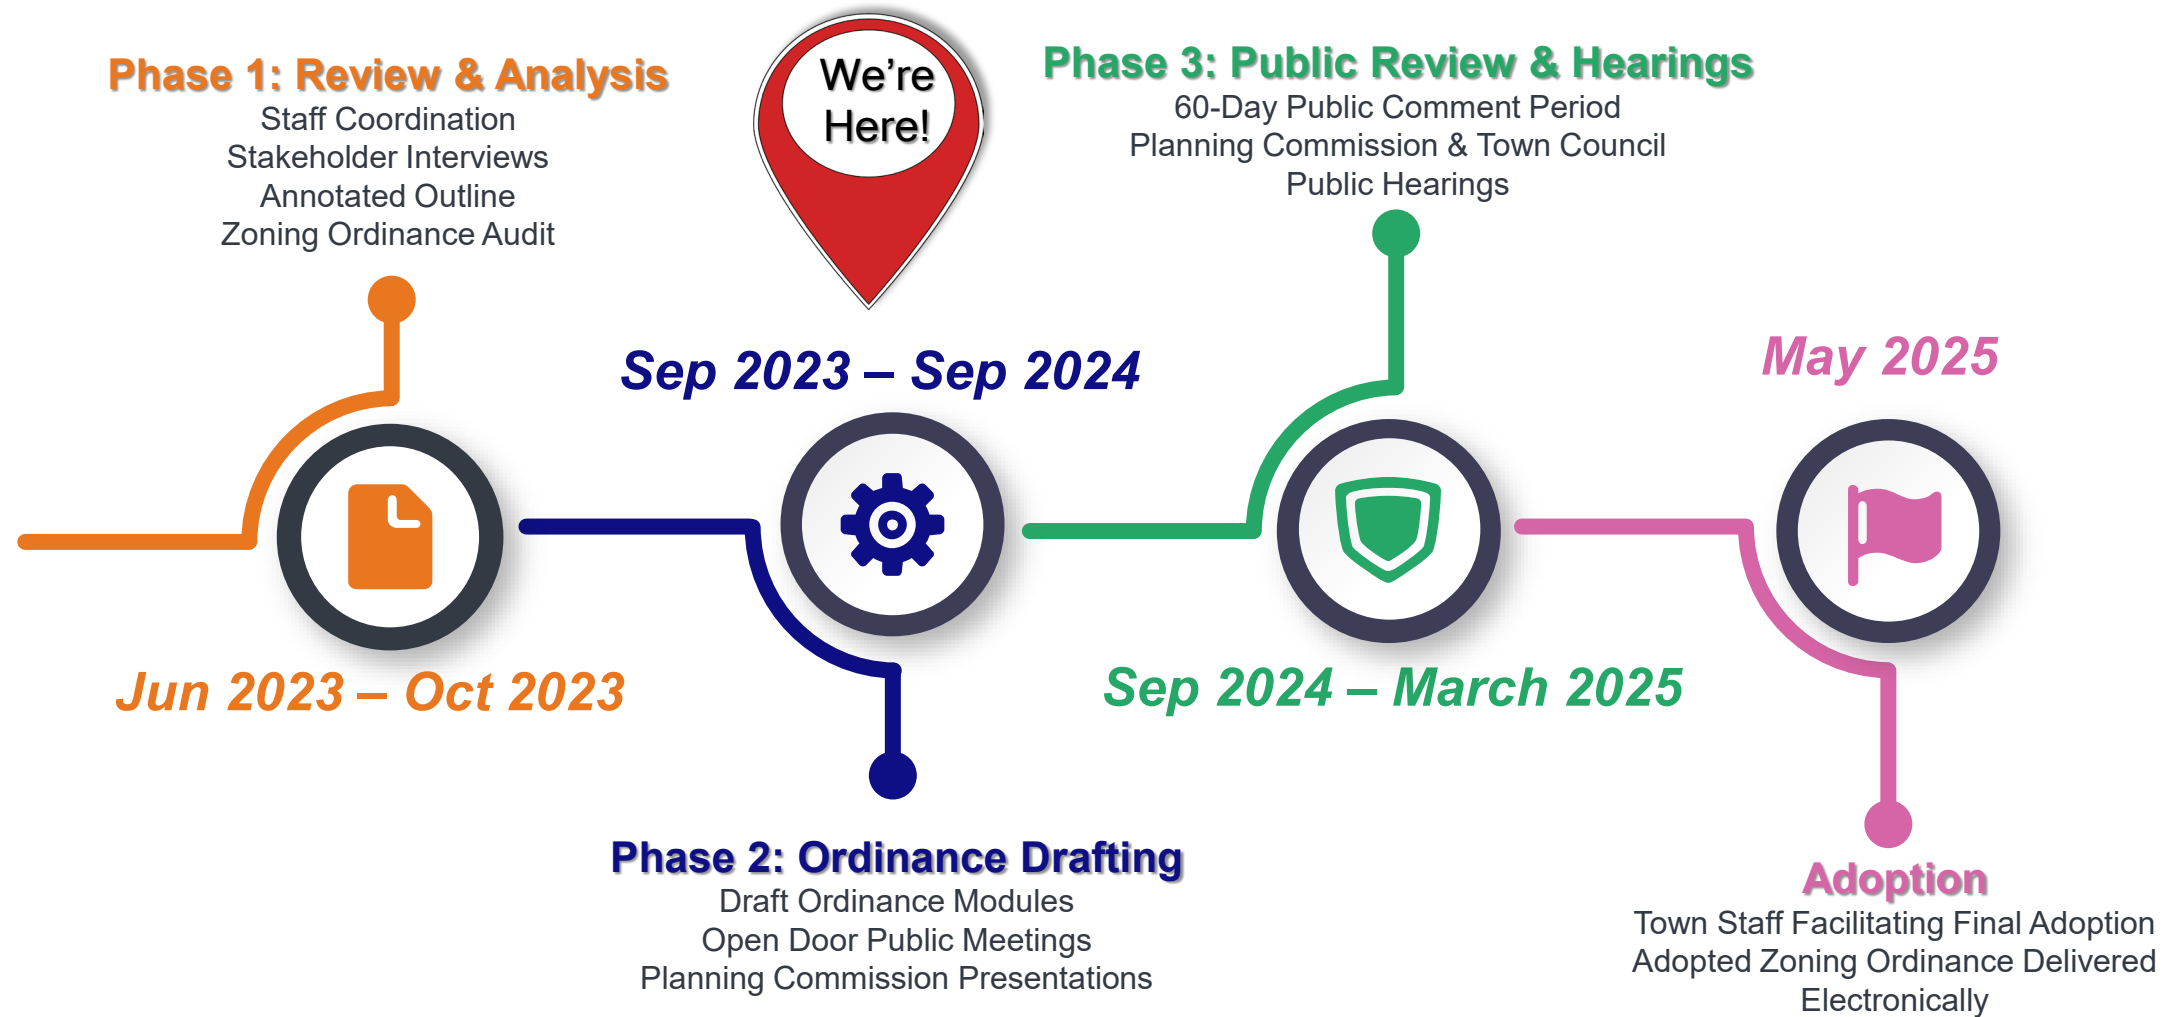 Phase 1: Review & Analysis
Staff Coordination
Stakeholder Interviews
Annotated Outline
Zoning Ordinance Audit
Jun 2023 – Oct 2023
We’re
Here!
Sep 2023 – Sep 2024
Phase 2: Ordinance Drafting
Draft Ordinance Modules
Open Door Public Meetings
Planning Commission Presentations
Phase 3: Public Review & Hearings
60-Day Public Comment Period
Planning Commission & Town Council
Public Hearings
Sep 2024 – March 2025
May 2025
Adoption
Town Staff Facilitating Final Adoption
Adopted Zoning Ordinance Delivered
Electronically